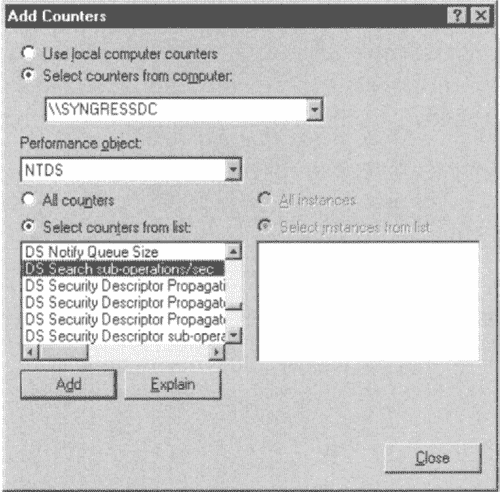 Add Counters
Use local computer counters
Select counters from computer:
\\SYNGRESSDC
Performance object:
NTDS
All counters
All instances
Select counters from list:
Select instances from list:
DS Notify Queue Size
DS Search sub-operations/sec
DS Security Descriptor Propagati
DS Security Descriptor Propagat
DS Security Descriptor Propagat
DS Security Descriptor sub-opera
Add
Explain
Close